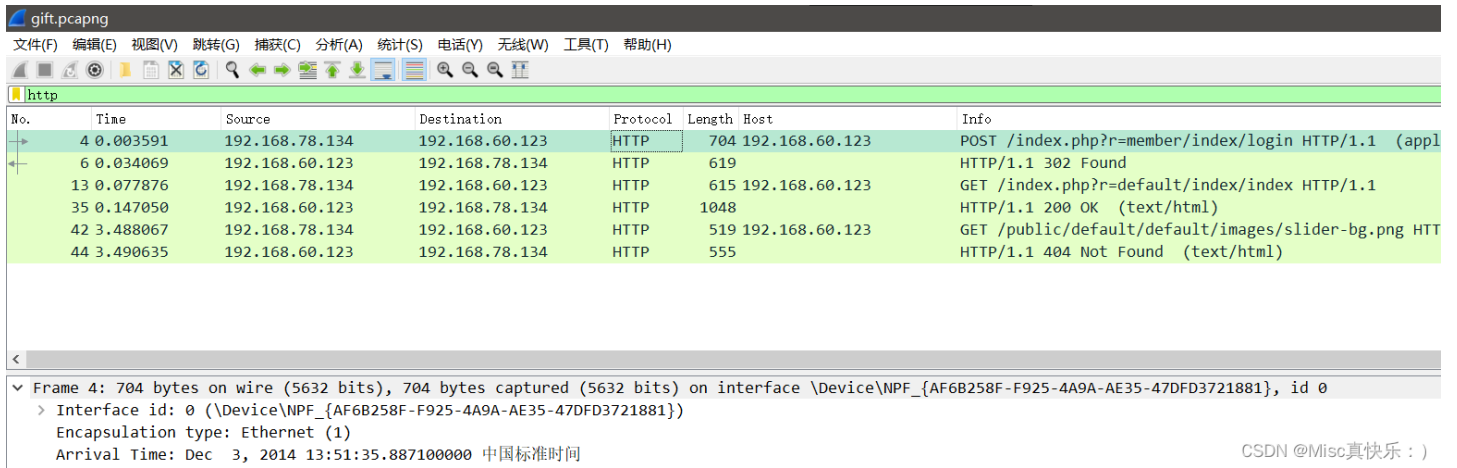 gift.pcapng
文件(F) 编辑(E) 视图(V) 跳转(G) 捕获(C) 分析(A) 统计(S) 电话(Y) 无线(W) 工具(T) 帮助(H)
http
No. Time Source Destination Protocol Length Host Info
4 0.003591 192.168.78.134 192.168.60.123 HTTP 704 192.168.60.123 POST /index.php?r=member/index/login HTTP/1.1 (appl
6 0.034069 192.168.60.123 192.168.78.134 HTTP 619 HTTP/1.1 302 Found
13 0.077876 192.168.78.134 192.168.60.123 HTTP 615 192.168.60.123 GET /index.php?r=default/index/index HTTP/1.1
35 0.147050 192.168.60.123 192.168.78.134 HTTP 1048 HTTP/1.1 200 OK (text/html)
42 3.488067 192.168.78.134 192.168.60.123 HTTP 519 192.168.60.123 GET /public/default/default/images/slider-bg.png HTT
44 3.490635 192.168.60.123 192.168.78.134 HTTP 555 HTTP/1.1 404 Not Found (text/html)
Frame 4: 704 bytes on wire (5632 bits), 704 bytes captured (5632 bits) on interface \Device\NPF_{AF6B258F-F925-4A9A-AE35-47DFD3721881}, id 0
Interface id: 0 (\Device\NPF_{AF6B258F-F925-4A9A-AE35-47DFD3721881})
Encapsulation type: Ethernet (1)
Arrival Time: Dec 3, 2014 13:51:35.887100000 中国标准时间
CSDN @Misc真快乐：）